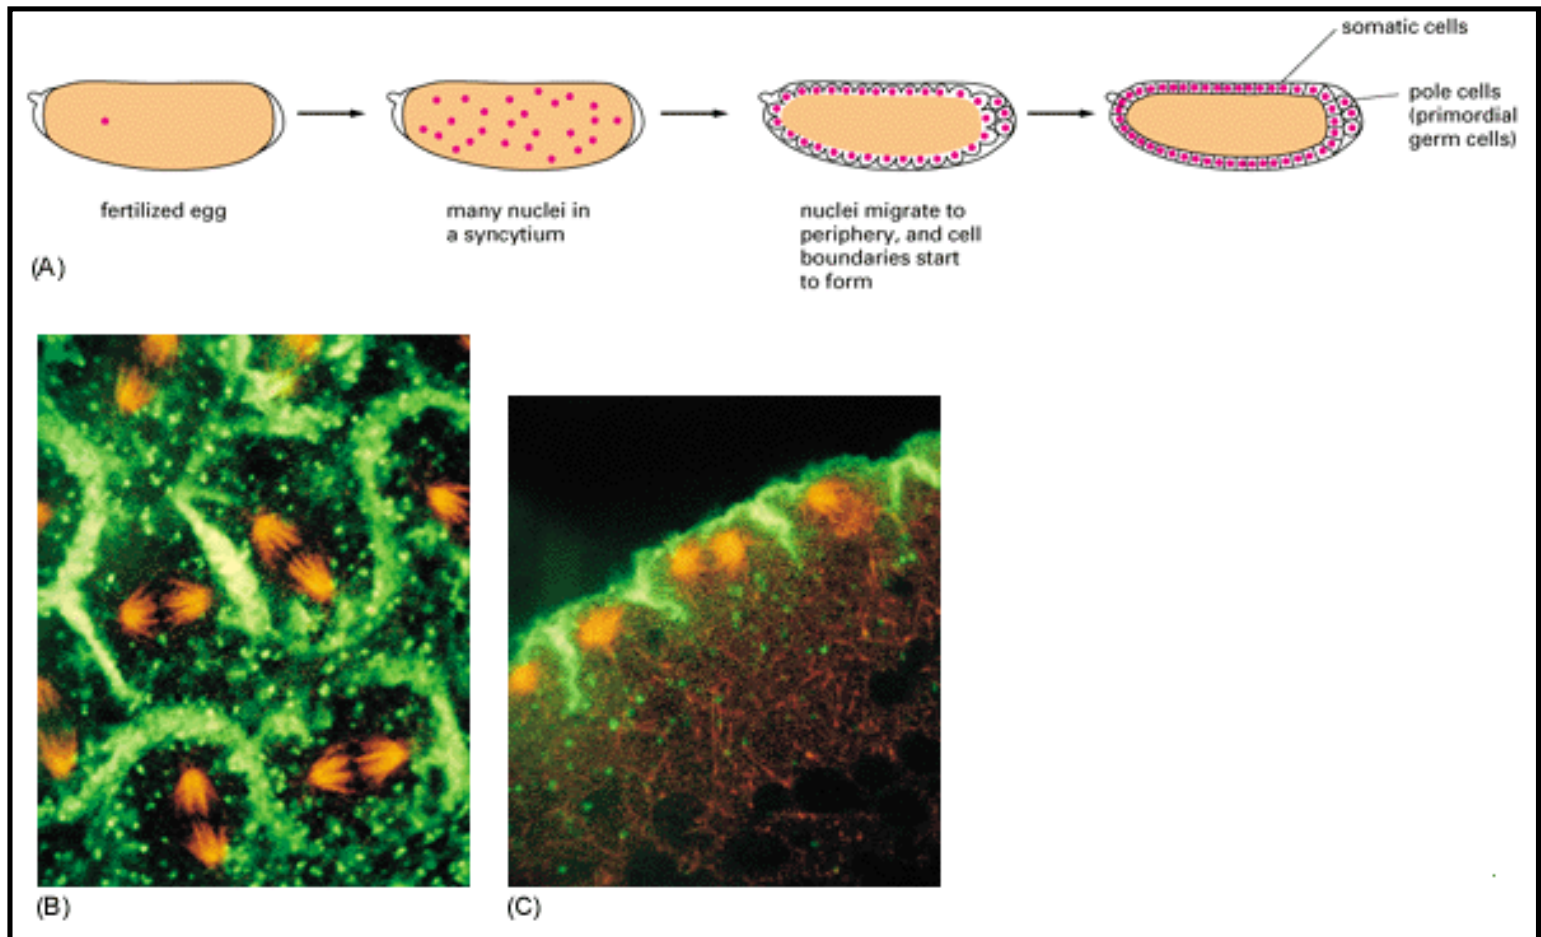 somatic cells
pole cells
(primordial
germ cells)
fertilized egg
many nuclei in
a syncytium
nuclei migrate to
periphery, and cell
boundaries start
to form
(A)
(B)
(C)